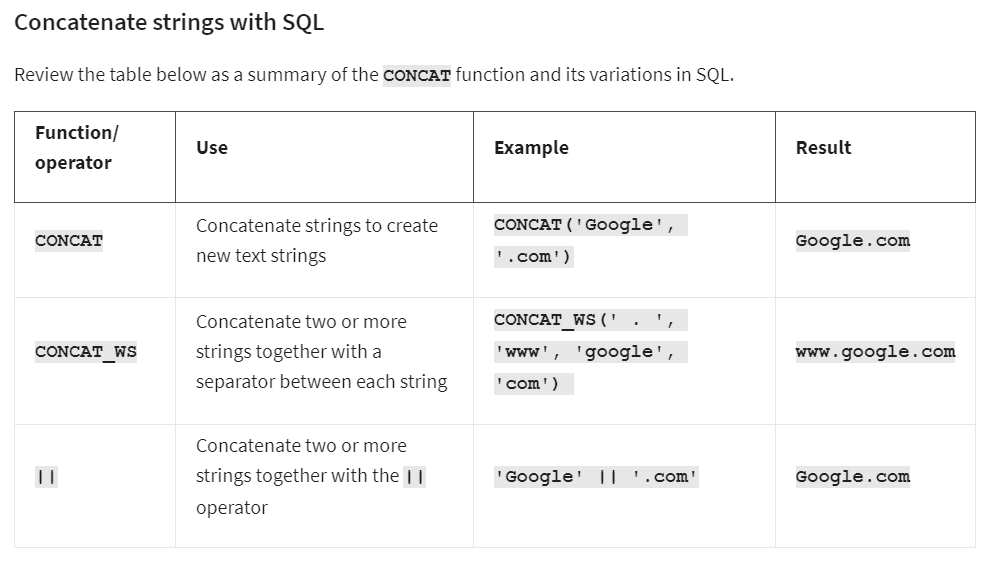 Concatenate strings with SQL
Review the table below as a summary of the CONCAT function and its variations in SQL.
Function/
operator
Use
Example
Result
CONCAT
Concatenate strings to create
new text strings
CONCAT('Google',
'.com')
Google.com
CONCAT_WS
Concatenate two or more
strings together with a
separator between each string
CONCAT_WS(' . ',
'www', 'google',
'com')
www.google.com
||
Concatenate two or more
strings together with the ||
operator
'Google' || '.com'
Google.com